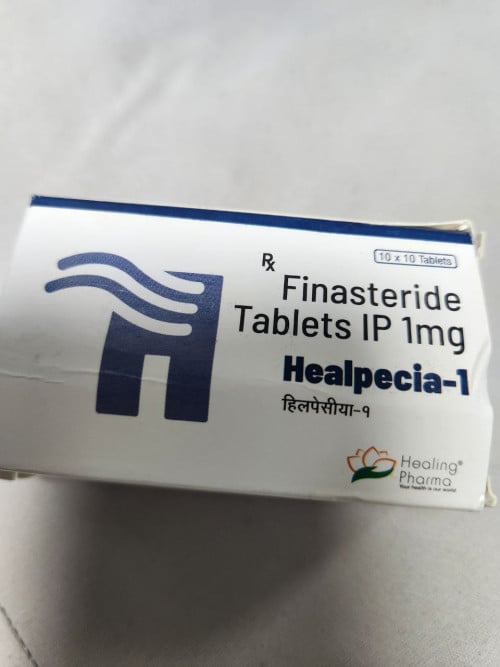 10 x 10 Tablets
Rx
Finasteride
Tablets IP 1mg
Healpecia-1
हिलपेसीया-१
Healing®
Pharma
Your health is our world